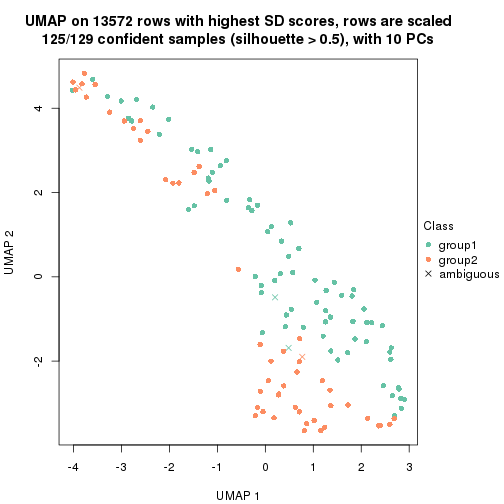 UMAP on 13572 rows with highest SD scores, rows are scaled
125/129 confident samples (silhouette > 0.5), with 10 PCs
4
2
0
-2
UMAP 2
-4
-3
-2
-1
0
1
2
3
UMAP 1
Class
group1
group2
ambiguous